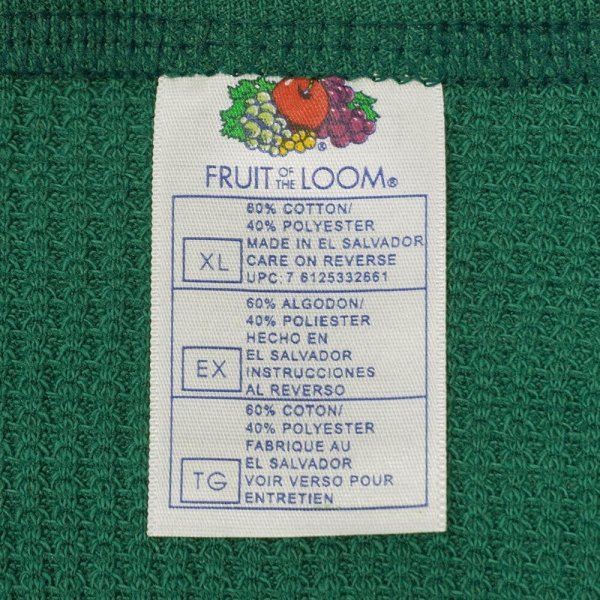 FRUIT OF THE LOOM®
60% COTTON/
40% POLYESTER
XL MADE IN EL SALVADOR
CARE ON REVERSE
UPC: 7 6125332661
60% ALGODON/
40% POLIESTER
HECHO EN
EX EL SALVADOR
INSTRUCCIONES
AL REVERSO
60% COTON/
40% POLYESTER
FABRIQUE AU
TG EL SALVADOR
VOIR VERSO POUR
ENTRETIEN